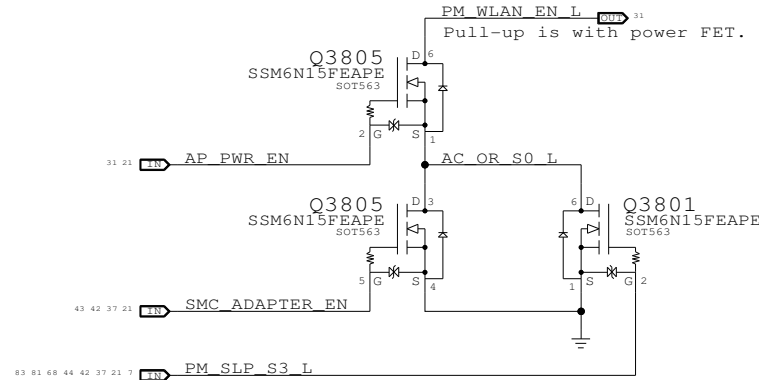 PM_WLAN_EN_L OUT 31
Pull-up is with power FET.
Q3805
SSM6N15FEAPE
SOT563
D 6
2 G S 1
31 21 IN AP_PWR_EN
AC_OR_S0_L
Q3805
SSM6N15FEAPE
SOT563
D 3
5 G S 4
6 D
Q3801
SSM6N15FEAPE
SOT563
1 S G 2
43 42 37 21 IN SMC_ADAPTER_EN
83 81 68 44 42 37 21 7 IN PM_SLP_S3_L